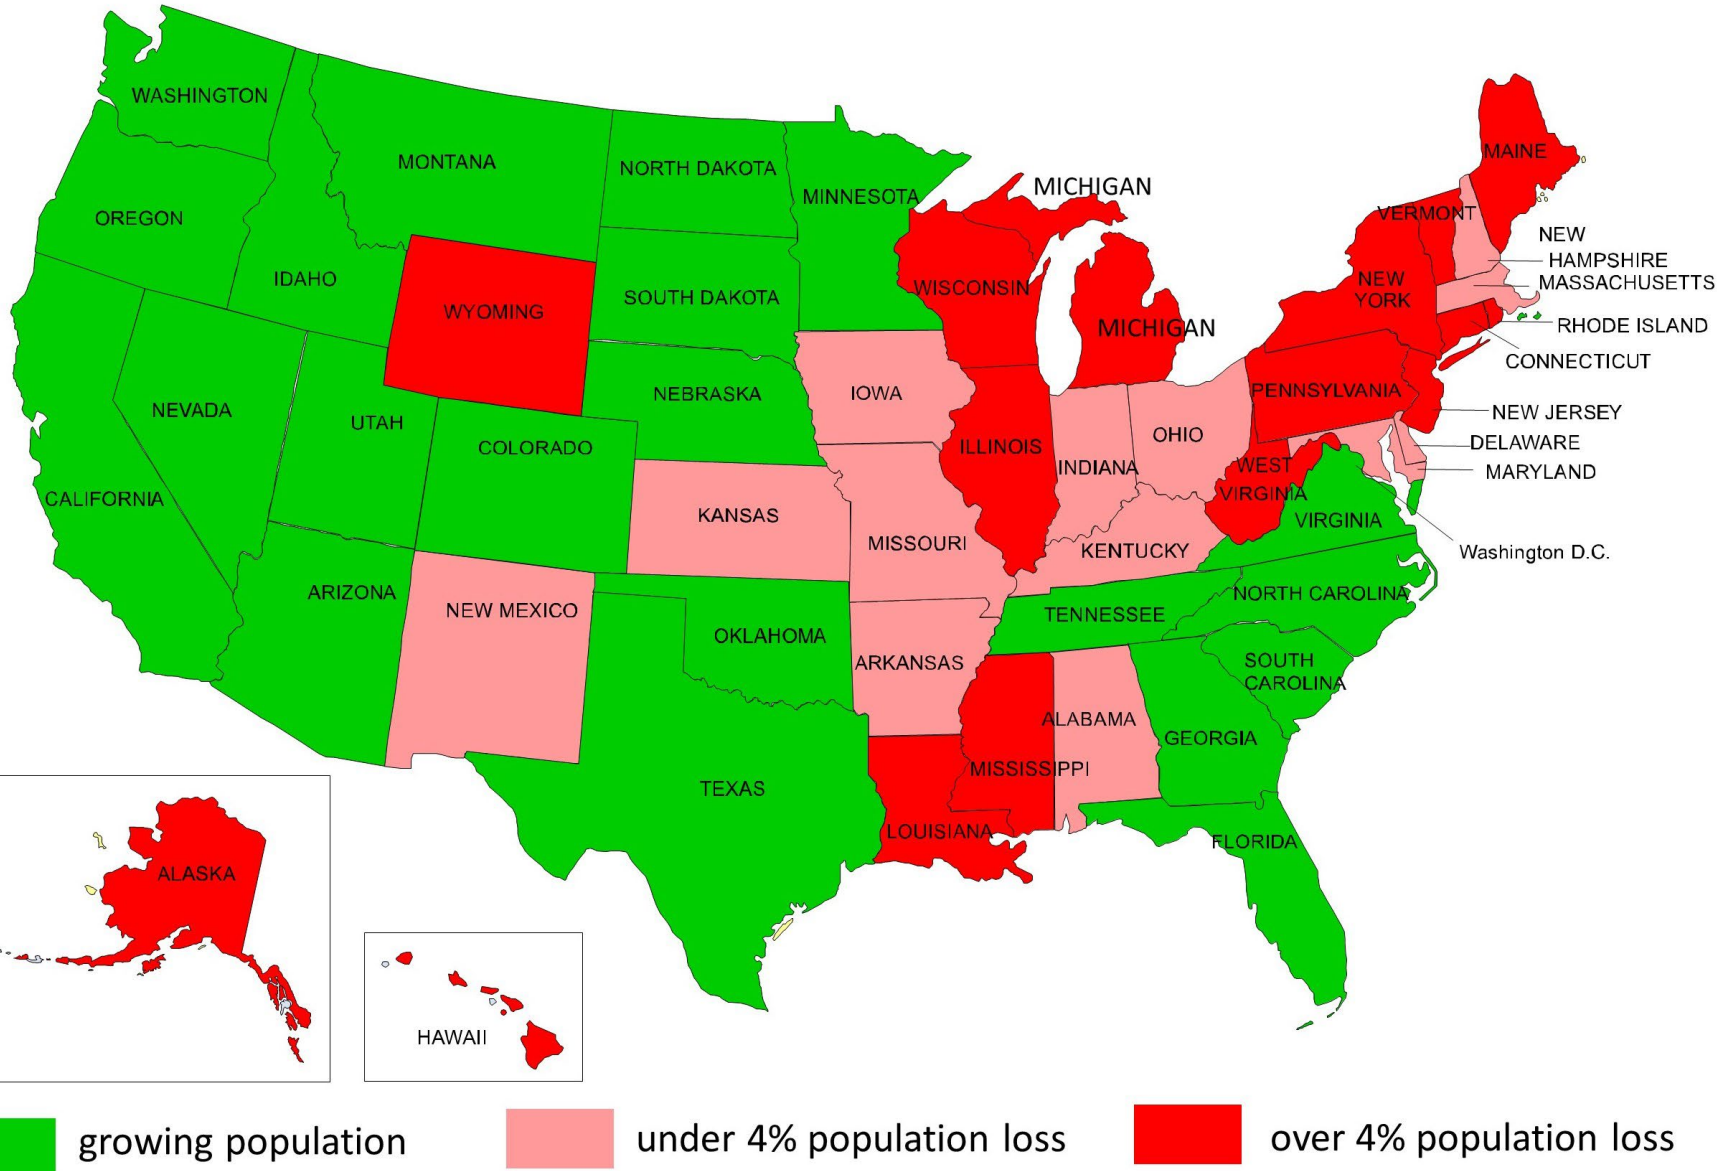 WASHINGTON
MONTANA
NORTH DAKOTA
MINNESOTA
MICHIGAN
MAINE
OREGON
IDAHO
WYOMING
SOUTH DAKOTA
WISCONSIN
MICHIGAN
VERMONT
NEW
YORK
NEW
HAMPSHIRE
MASSACHUSETTS
RHODE ISLAND
CONNECTICUT
NEW JERSEY
DELAWARE
MARYLAND
NEVADA
UTAH
COLORADO
NEBRASKA
IOWA
ILLINOIS
INDIANA
OHIO
PENNSYLVANIA
WEST
VIRGINIA
VIRGINIA
Washington D.C.
CALIFORNIA
KANSAS
MISSOURI
KENTUCKY
ARIZONA
NEW MEXICO
OKLAHOMA
ARKANSAS
TENNESSEE
NORTH CAROLINA
SOUTH
CAROLINA
TEXAS
LOUISIANA
MISSISSIPPI
ALABAMA
GEORGIA
FLORIDA
ALASKA
HAWAII
growing population
under 4% population loss
over 4% population loss